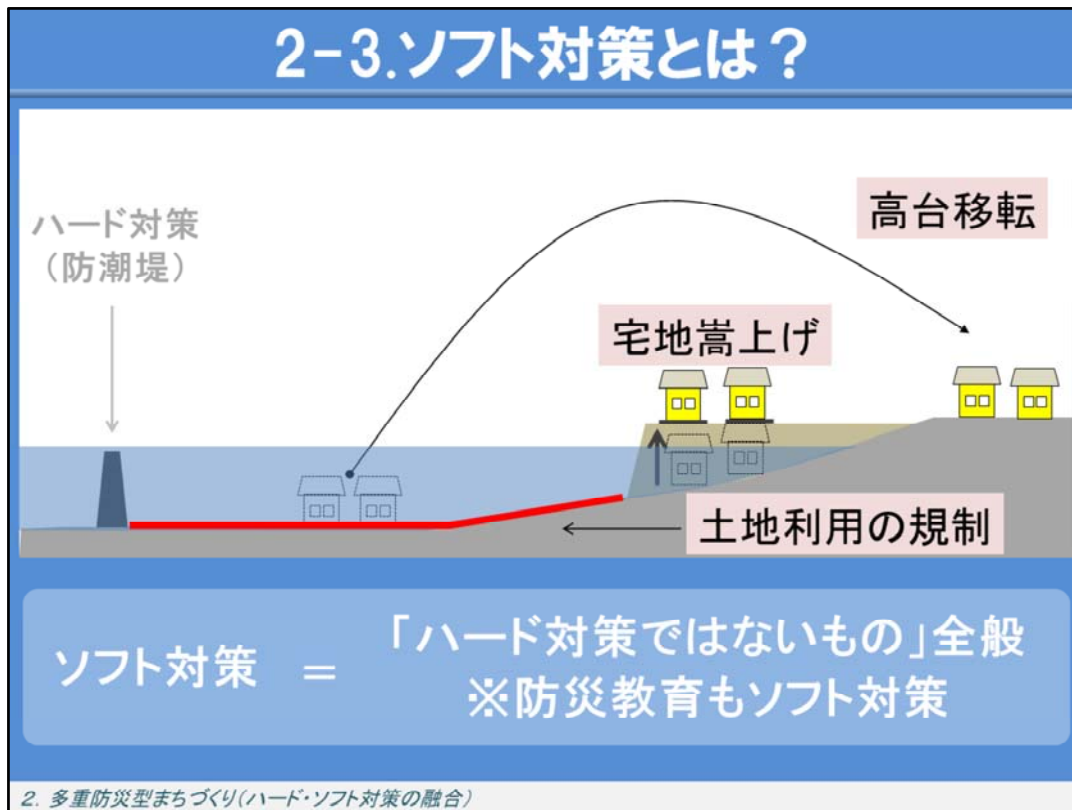 2-3.ソフト対策とは？
ハード対策
（防潮堤）
高台移転
宅地嵩上げ
土地利用の規制
ソフト対策 ＝ 「ハード対策ではないもの」全般
※防災教育もソフト対策
2. 多重防災型まちづくり(ハード・ソフト対策の融合)